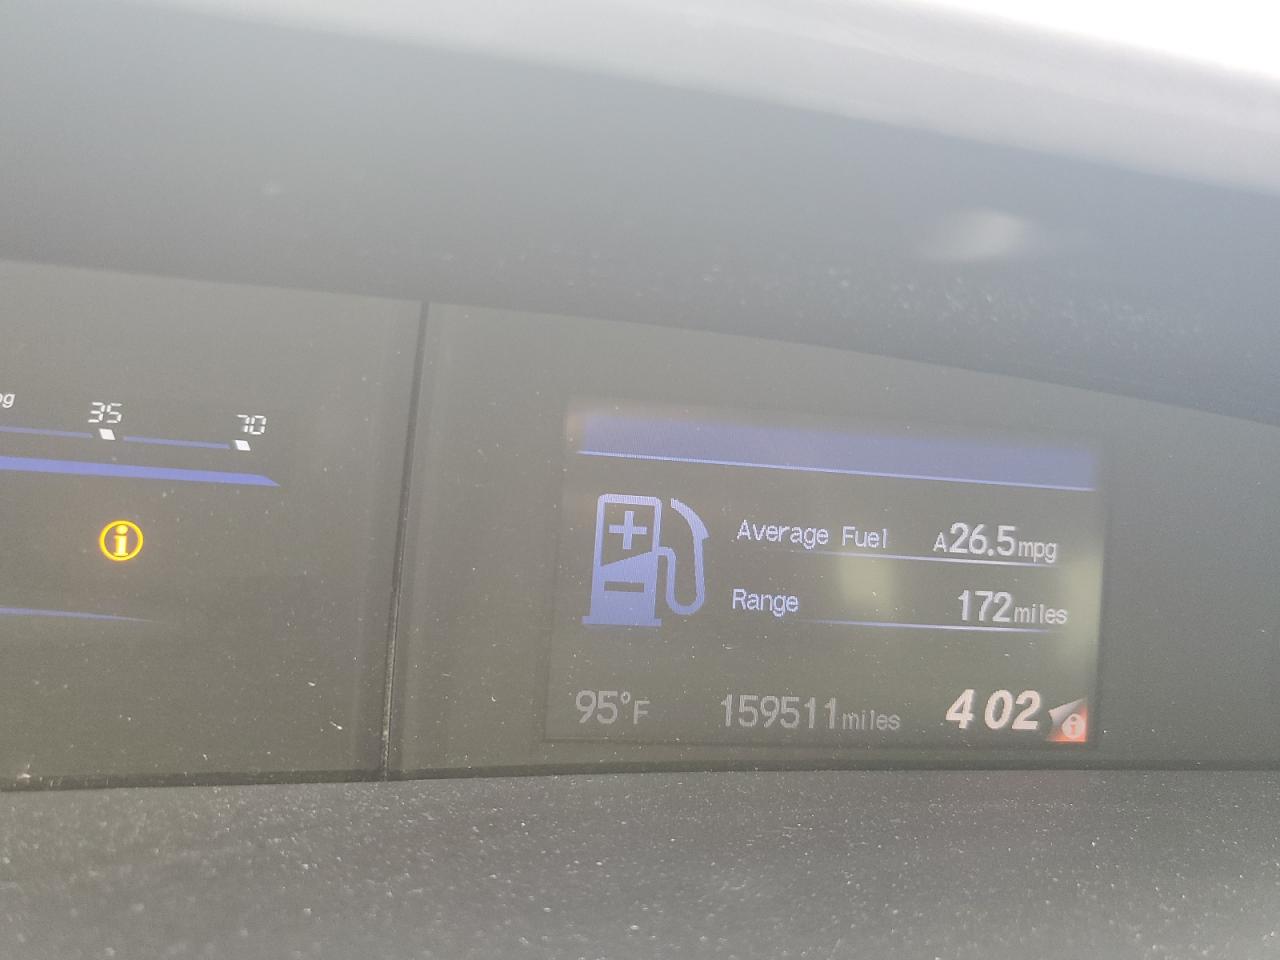 35 70
Average Fuel A26.5mpg
Range 172miles
95°F 159511miles 4 02